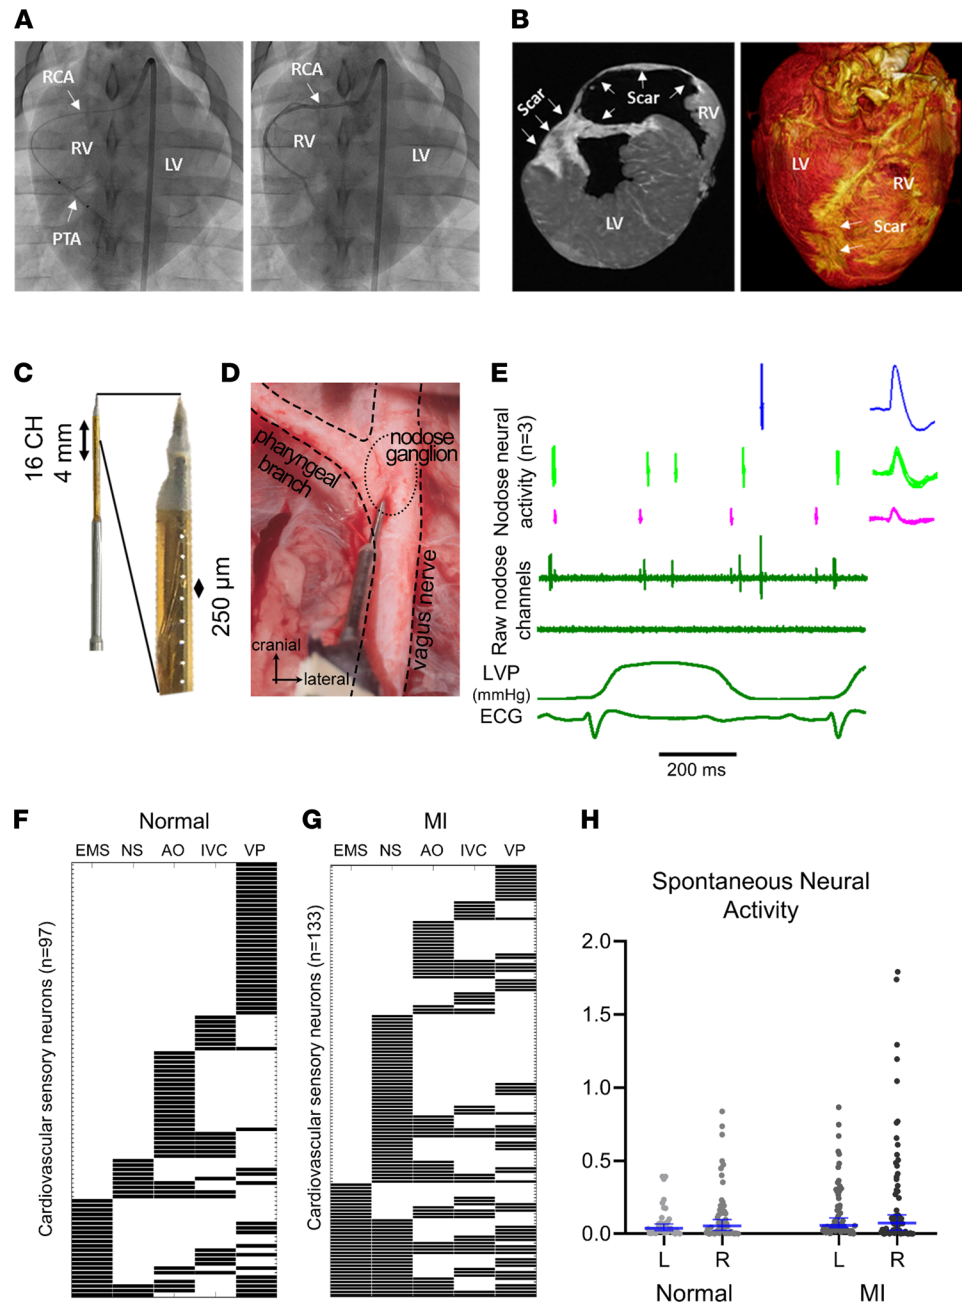 A
RCA
RV
LV
PTA
RCA
RV
LV
B
Scar
Scar
RV
LV
LV
RV
Scar
C
16 CH
4 mm
250 µm
D
pharyngeal
branch
nodose
ganglion
vagus nerve
cranial
lateral
E
Nodose neural
activity (n=3)
Raw nodose
channels
LVP
(mmHg)
ECG
200 ms
F
Normal
EMS NS AO IVC VP
Cardiovascular sensory neurons (n=97)
G
MI
EMS NS AO IVC VP
Cardiovascular sensory neurons (n=133)
H
Spontaneous Neural
Activity
2.0
1.5
1.0
0.5
0.0
L R L R
Normal MI